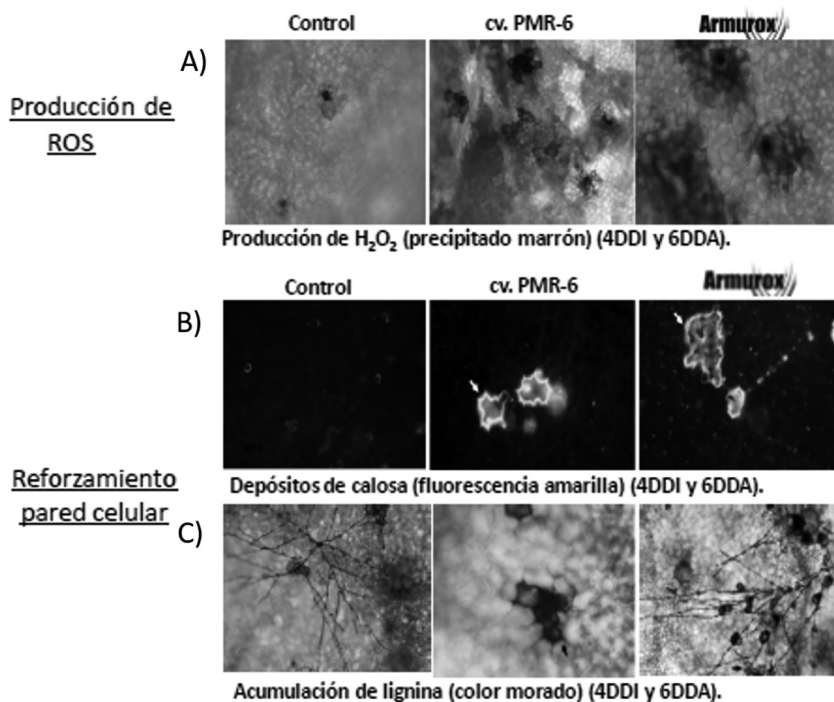 Control cv. PMR-6 Armurox
A)
Producción de
ROS
Producción de H₂O₂ (precipitado marrón) (4DDI y 6DDA).
Control cv. PMR-6 Armurox
B)
Depósitos de calosa (fluorescencia amarilla) (4DDI y 6DDA).
Reforzamiento
pared celular
C)
Acumulación de lignina (color morado) (4DDI y 6DDA).